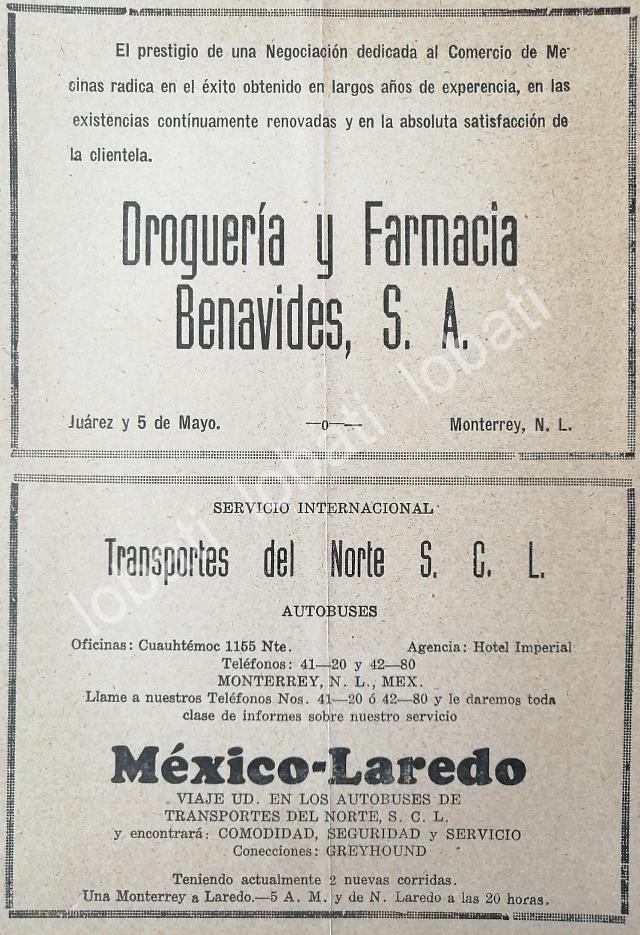 El prestigio de una Negociación dedicada al Comercio de Me-
cinas radica en el éxito obtenido en largos años de experencia, en las
existencias contínuamente renovadas y en la absoluta satisfacción de
la clientela.
Droguería y Farmacia
Benavides, S. A.
Juárez y 5 de Mayo. —o— Monterrey, N. L.
SERVICIO INTERNACIONAL
Transportes del Norte S. C. L.
AUTOBUSES
Oficinas: Cuauhtémoc 1155 Nte. Agencia: Hotel Imperial
Teléfonos: 41—20 y 42—80
MONTERREY, N. L., MEX.
Llame a nuestros Teléfonos Nos. 41—20 ó 42—80 y le daremos toda
clase de informes sobre nuestro servicio
México-Laredo
VIAJE UD. EN LOS AUTOBUSES DE
TRANSPORTES DEL NORTE, S. C. L.
y encontrará: COMODIDAD, SEGURIDAD y SERVICIO
Conecciones: GREYHOUND
Teniendo actualmente 2 nuevas corridas.
Una Monterrey a Laredo.—5 A. M. y de N. Laredo a las 20 horas.
lobati lobati lobati lobati